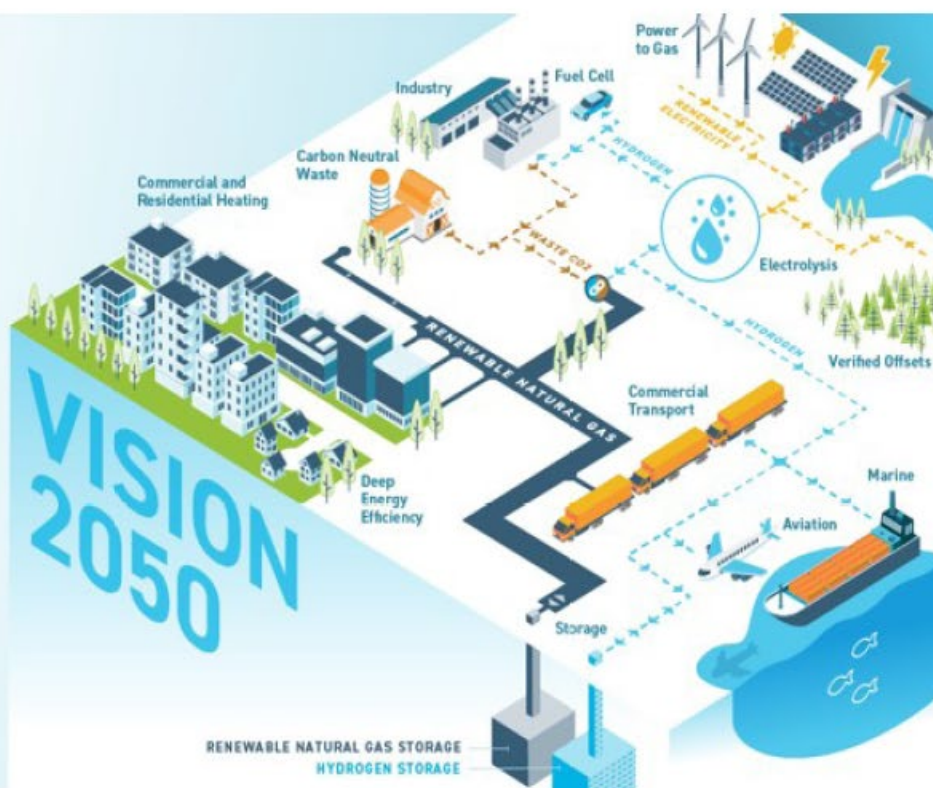 Power
to Gas
Fuel Cell
Industry
RENEWABLE
ELECTRICITY
HYDROGEN
Carbon Neutral
Waste
Commercial and
Residential Heating
WASTE CO2
Electrolysis
HYDROGEN
RENEWABLE NATURAL GAS
Verified Offsets
Commercial
Transport
VISION
2050
Deep
Energy
Efficiency
Marine
Aviation
Storage
RENEWABLE NATURAL GAS STORAGE
HYDROGEN STORAGE